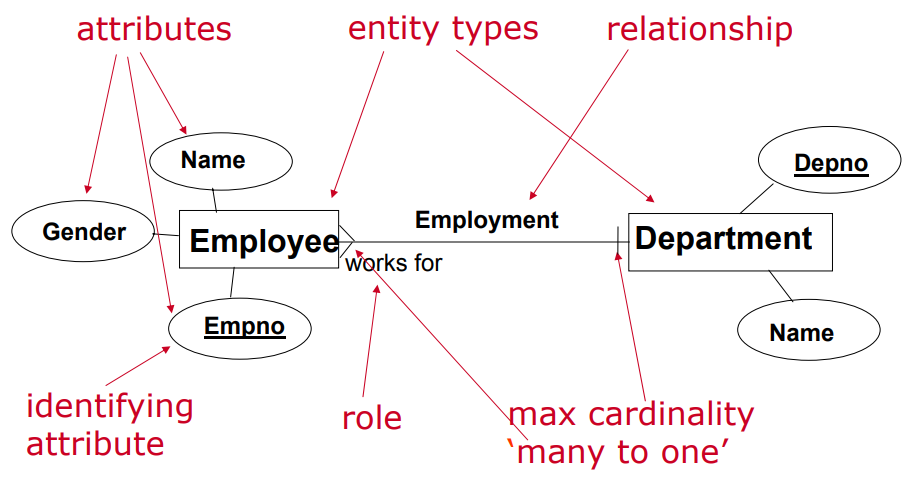 attributes
entity types
relationship
Name
Depno
Gender
Employment
Employee
Department
works for
Empno
Name
identifying
attribute
role
max cardinality
‘many to one’